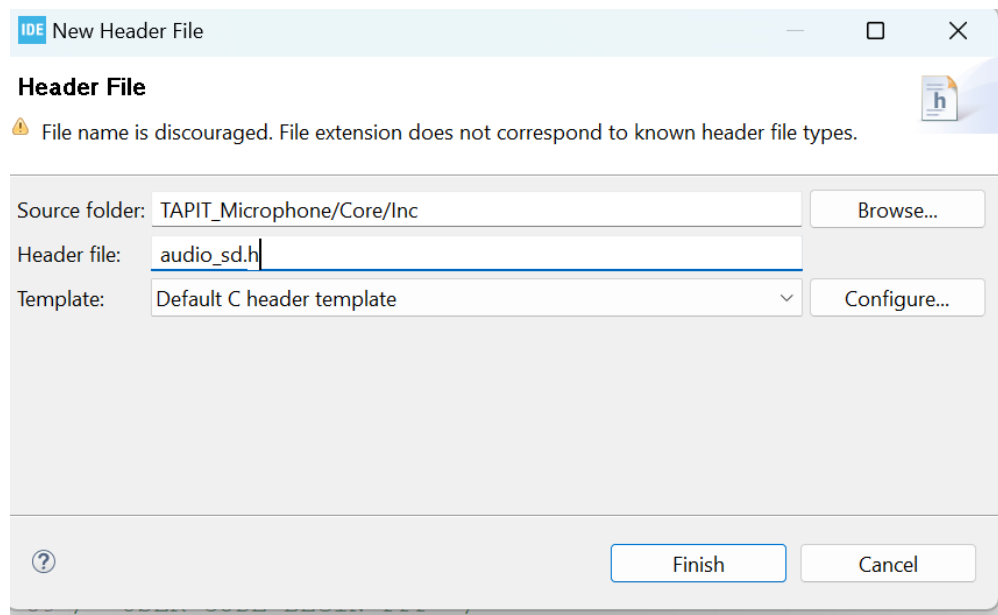 IDE New Header File
Header File
h
File name is discouraged. File extension does not correspond to known header file types.
Source folder: TAPIT_Microphone/Core/Inc Browse...
Header file: audio_sd.h
Template: Default C header template Configure...
? Finish Cancel